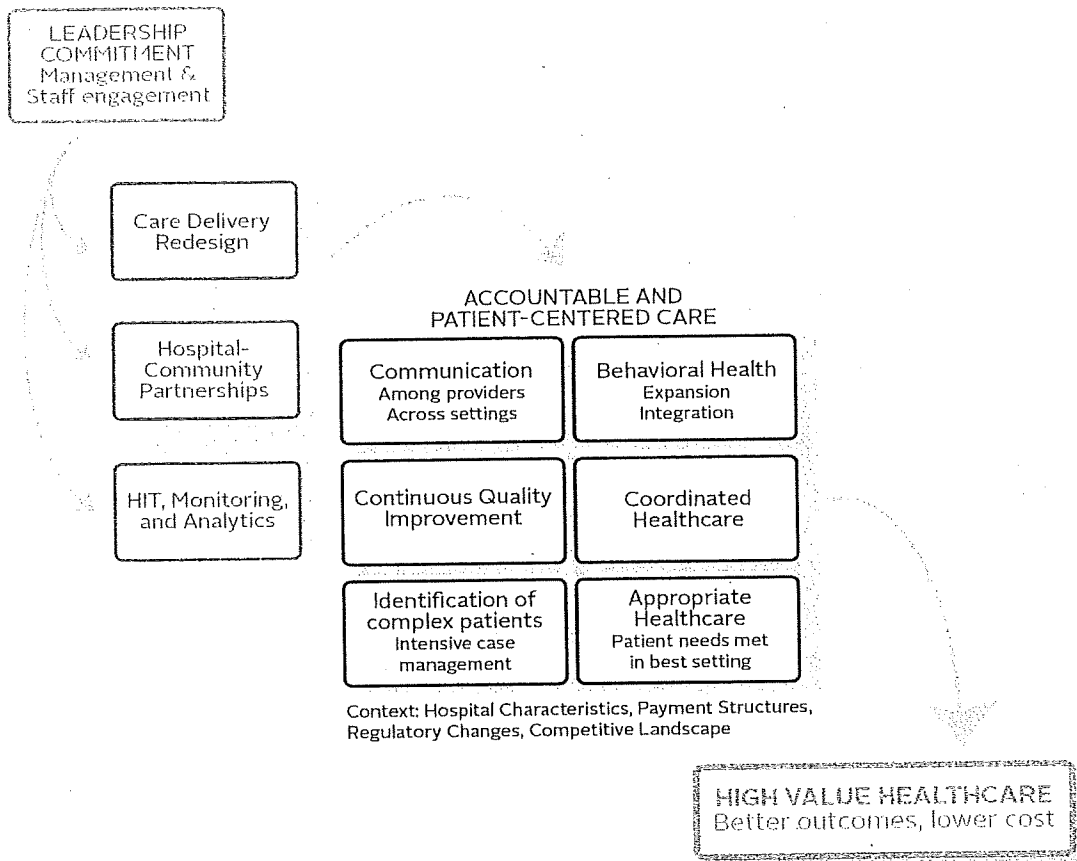 LEADERSHIP
COMMITMENT
Management &
Staff engagement
Care Delivery
Redesign
Hospital-
Community
Partnerships
HIT, Monitoring,
and Analytics
ACCOUNTABLE AND
PATIENT-CENTERED CARE
Communication
Among providers
Across settings
Behavioral Health
Expansion
Integration
Continuous Quality
Improvement
Coordinated
Healthcare
Identification of
complex patients
Intensive case
management
Appropriate
Healthcare
Patient needs met
in best setting
Context: Hospital Characteristics, Payment Structures,
Regulatory Changes, Competitive Landscape
HIGH VALUE HEALTHCARE
Better outcomes, lower cost